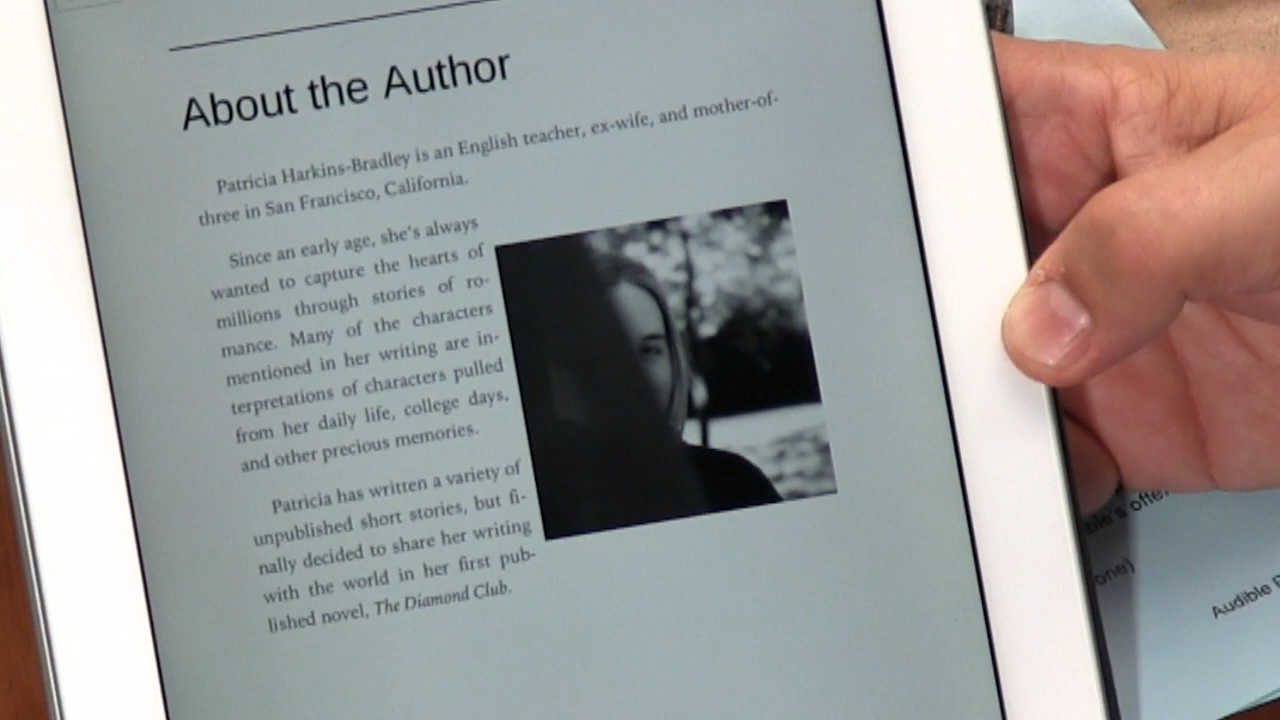 About the Author
Patricia Harkins-Bradley is an English teacher, ex-wife, and mother-of-
three in San Francisco, California.
Since an early age, she's always
wanted to capture the hearts of
millions through stories of ro-
mance. Many of the characters
mentioned in her writing are in-
terpretations of characters pulled
from her daily life, college days,
and other precious memories.
Patricia has written a variety of
unpublished short stories, but fi-
nally decided to share her writing
with the world in her first pub-
lished novel, The Diamond Club.
one)
Audible